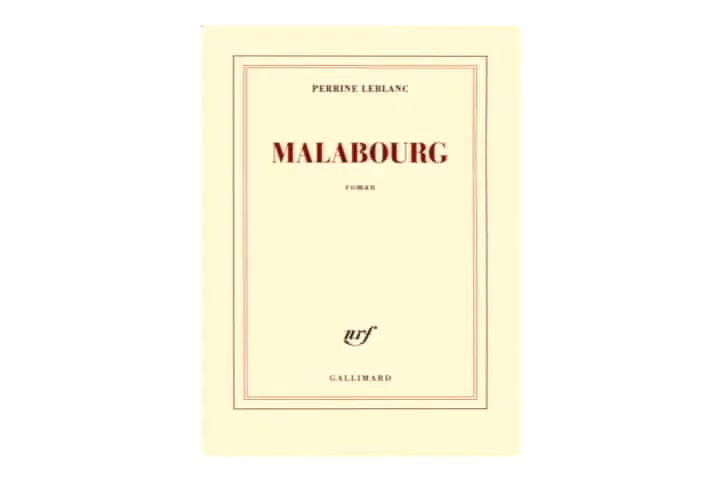 PERRINE LEBLANC
MALABOURG
roman
nrf
GALLIMARD